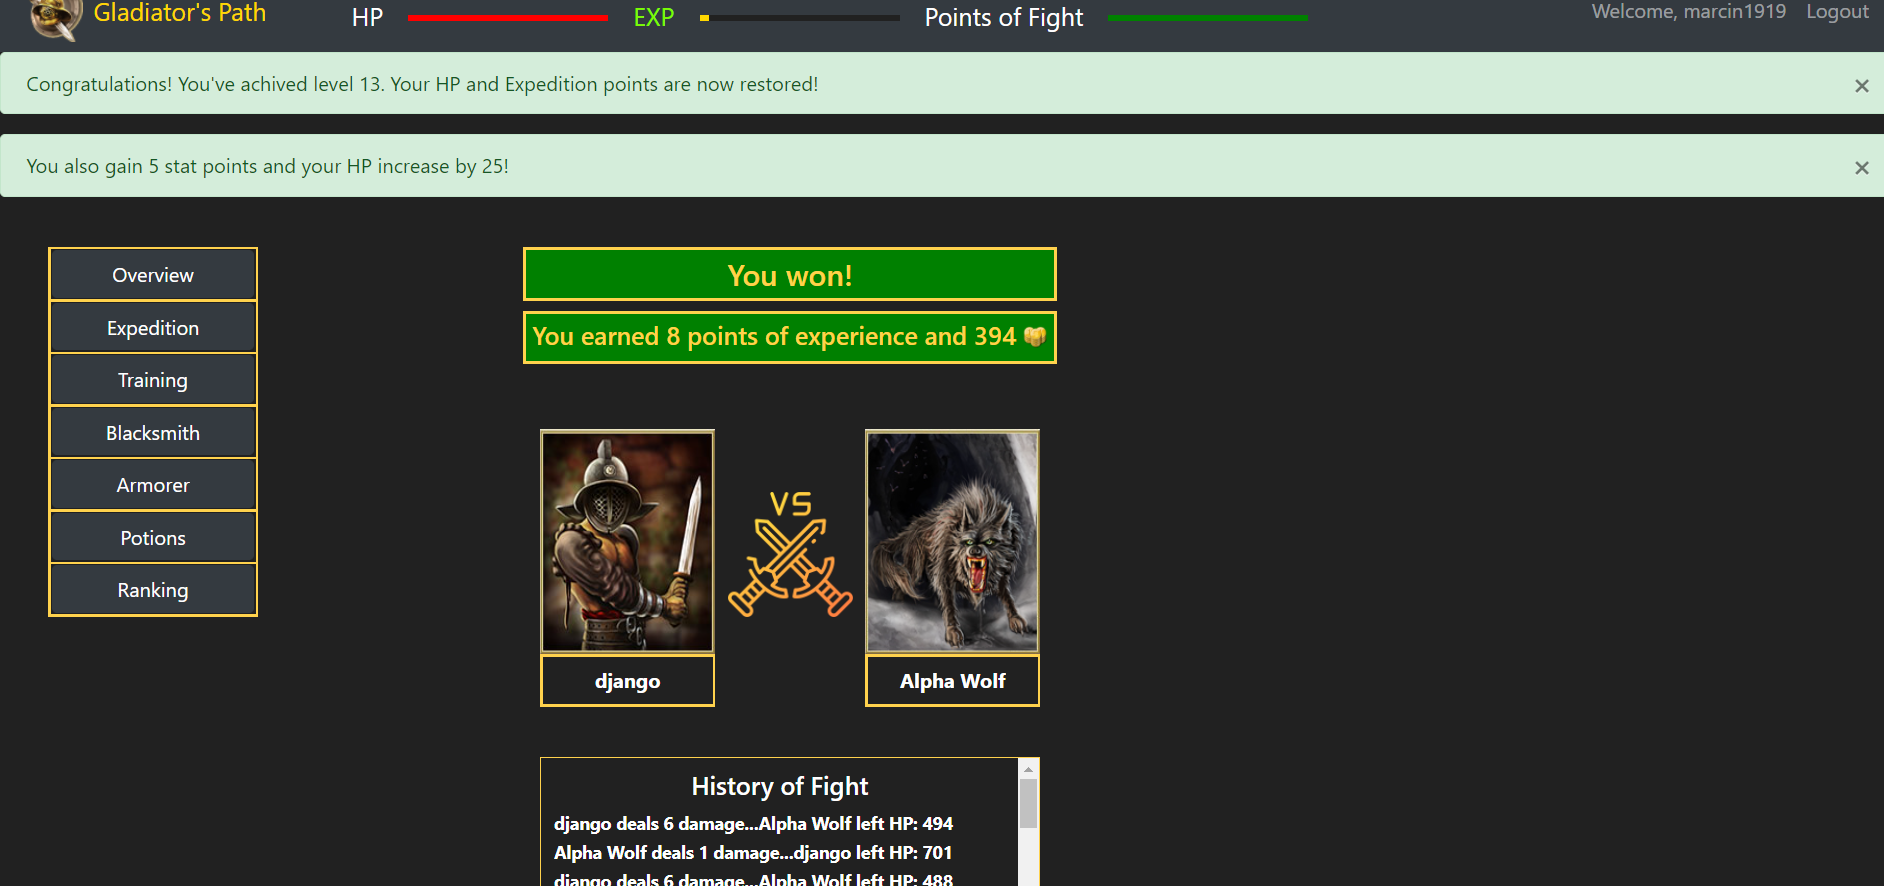 Gladiator's Path HP EXP Points of Fight Welcome, marcin1919 Logout
Congratulations! You've achived level 13. Your HP and Expedition points are now restored! ×
You also gain 5 stat points and your HP increase by 25! ×
Overview
Expedition
Training
Blacksmith
Armorer
Potions
Ranking
You won!
You earned 8 points of experience and 394
VS
django
Alpha Wolf
History of Fight
django deals 6 damage...Alpha Wolf left HP: 494
Alpha Wolf deals 1 damage...django left HP: 701
django deals 6 damage...Alpha Wolf left HP: 488